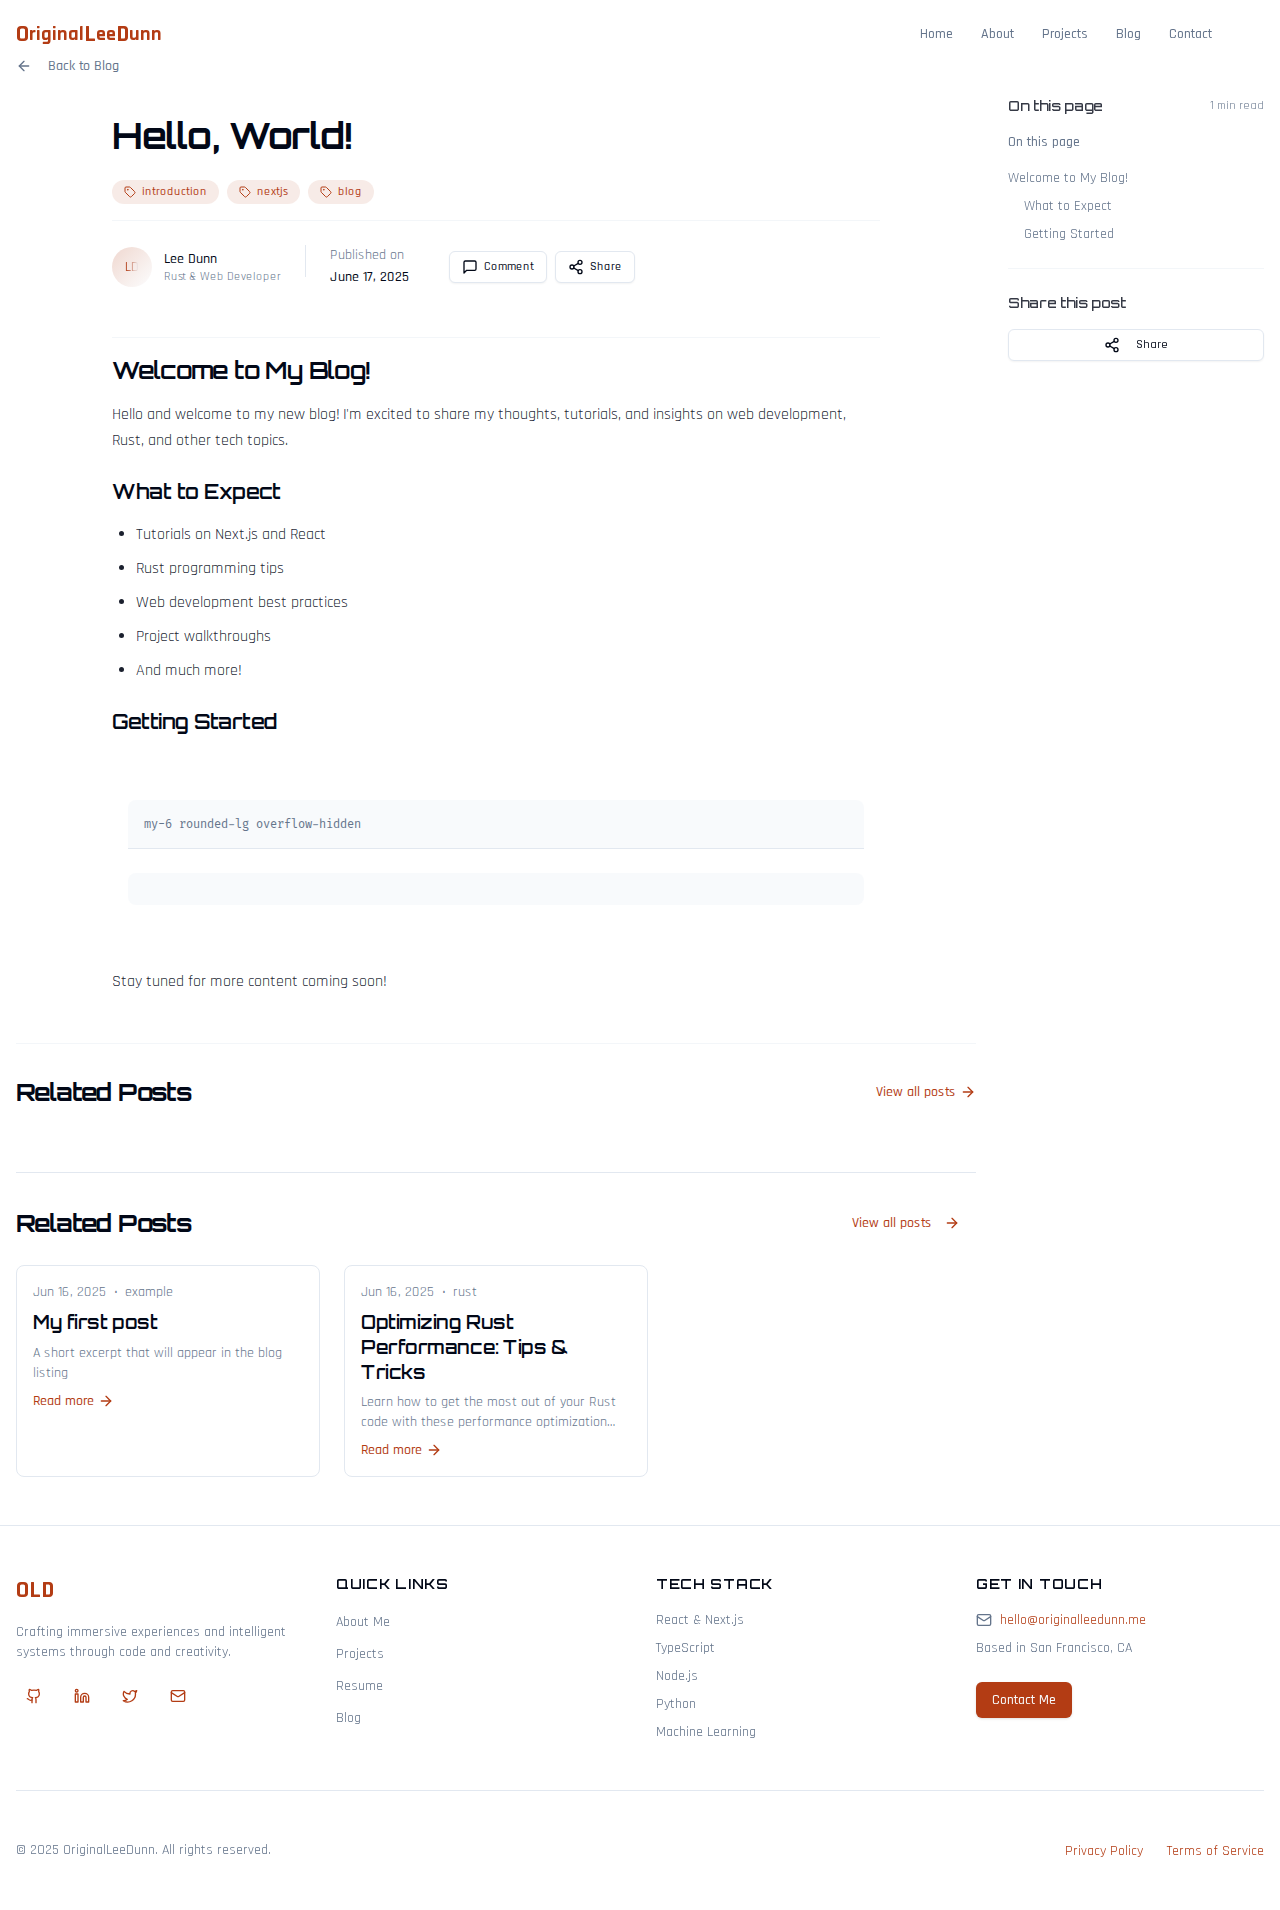 OriginalLeeDunn
Home About Projects Blog Contact
Back to Blog
Hello, World!
introduction nextjs blog
LD
Lee Dunn
Rust & Web Developer
Published on
June 17, 2025
Comment
Share
Welcome to My Blog!
Hello and welcome to my new blog! I'm excited to share my thoughts, tutorials, and insights on web development,
Rust, and other tech topics.
What to Expect
Tutorials on Next.js and React
Rust programming tips
Web development best practices
Project walkthroughs
And much more!
Getting Started
my-6 rounded-lg overflow-hidden
Stay tuned for more content coming soon!
On this page
1 min read
On this page
Welcome to My Blog!
What to Expect
Getting Started
Share this post
Share
Related Posts
View all posts
Related Posts
View all posts
Jun 16, 2025 • example
My first post
A short excerpt that will appear in the blog
listing
Read more
Jun 16, 2025 • rust
Optimizing Rust
Performance: Tips &
Tricks
Learn how to get the most out of your Rust
code with these performance optimization...
Read more
OLD
Crafting immersive experiences and intelligent
systems through code and creativity.
QUICK LINKS
About Me
Projects
Resume
Blog
TECH STACK
React & Next.js
TypeScript
Node.js
Python
Machine Learning
GET IN TOUCH
hello@originalleedunn.me
Based in San Francisco, CA
Contact Me
© 2025 OriginalLeeDunn. All rights reserved.
Privacy Policy Terms of Service